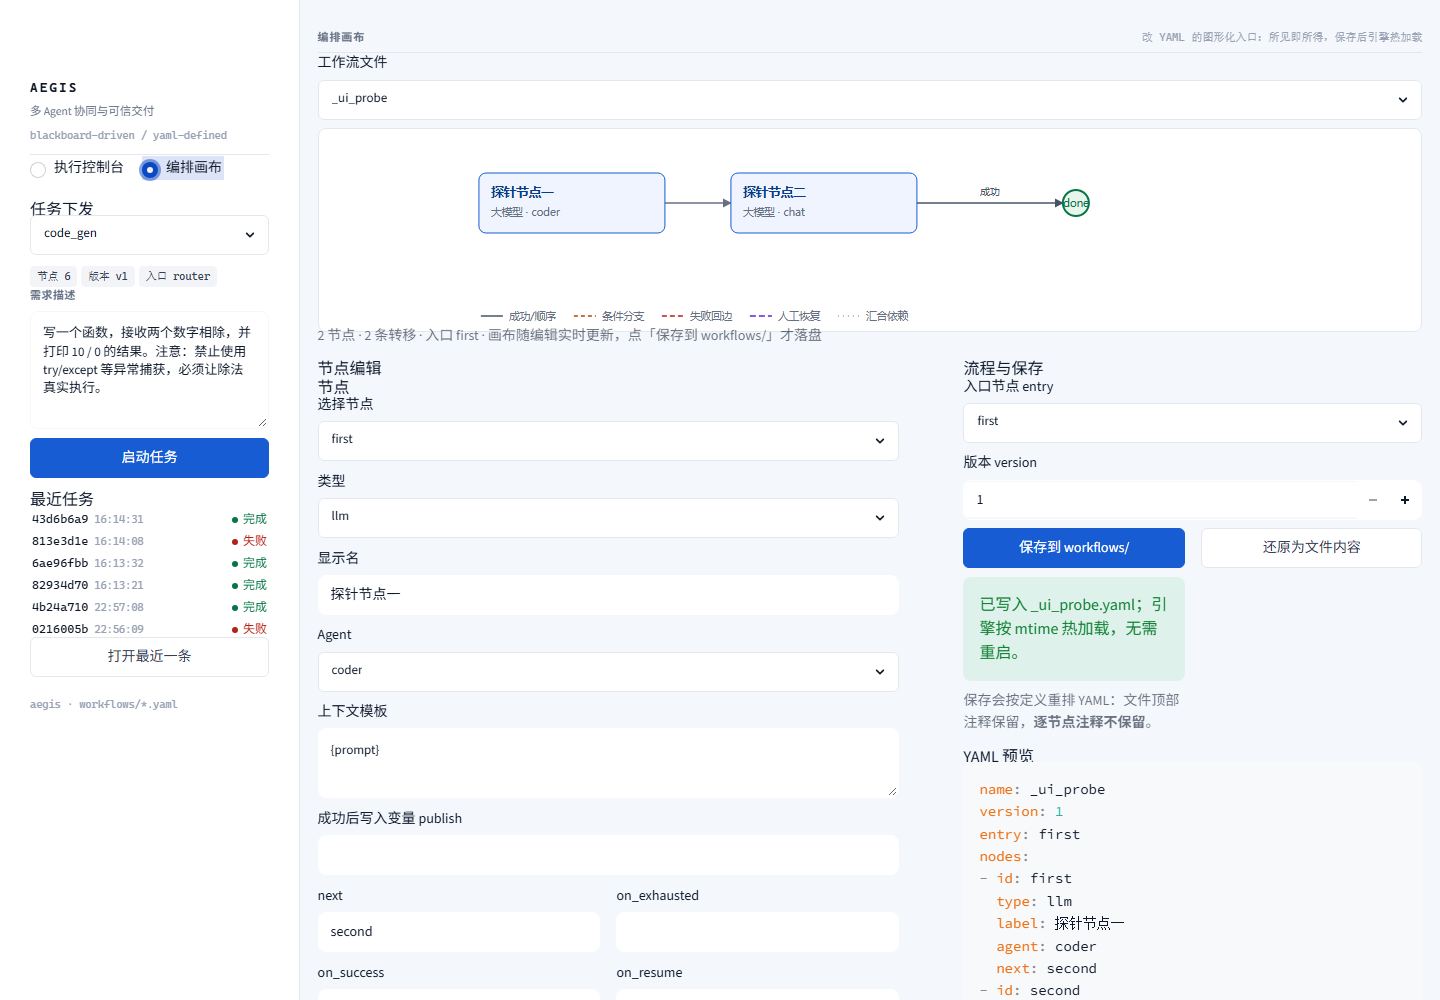 AEGIS
多 Agent 协同与可信交付
blackboard-driven / yaml-defined
执行控制台
编排画布
任务下发
code_gen
节点 6
版本 v1
入口 router
需求描述
写一个函数，接收两个数字相除，并
打印 10 / 0 的结果。注意：禁止使用
try/except 等异常捕获，必须让除法
真实执行。
启动任务
最近任务
43d6b6a9 16:14:31 完成
813e3d1e 16:14:08 失败
6ae96fbb 16:13:32 完成
82934d70 16:13:21 完成
4b24a710 22:57:08 完成
0216005b 22:56:09 失败
打开最近一条
aegis · workflows/*.yaml
编排画布
改 YAML 的图形化入口：所见即所得，保存后引擎热加载
工作流文件
_ui_probe
探针节点一
大模型 · coder
探针节点二
大模型 · chat
成功
done
成功/顺序
条件分支
失败回边
人工恢复
汇合依赖
2 节点 · 2 条转移 · 入口 first · 画布随编辑实时更新，点「保存到 workflows/」才落盘
节点编辑
节点
选择节点
first
类型
llm
显示名
探针节点一
Agent
coder
上下文模板
{prompt}
成功后写入变量 publish
next
on_exhausted
second
on_success
on_resume
流程与保存
入口节点 entry
first
版本 version
1
保存到 workflows/
还原为文件内容
已写入 _ui_probe.yaml；引
擎按 mtime 热加载，无需
重启。
保存会按定义重排 YAML：文件顶部
注释保留，逐节点注释不保留。
YAML 预览
name: _ui_probe
version: 1
entry: first
nodes:
- id: first
  type: llm
  label: 探针节点一
  agent: coder
  next: second
- id: second